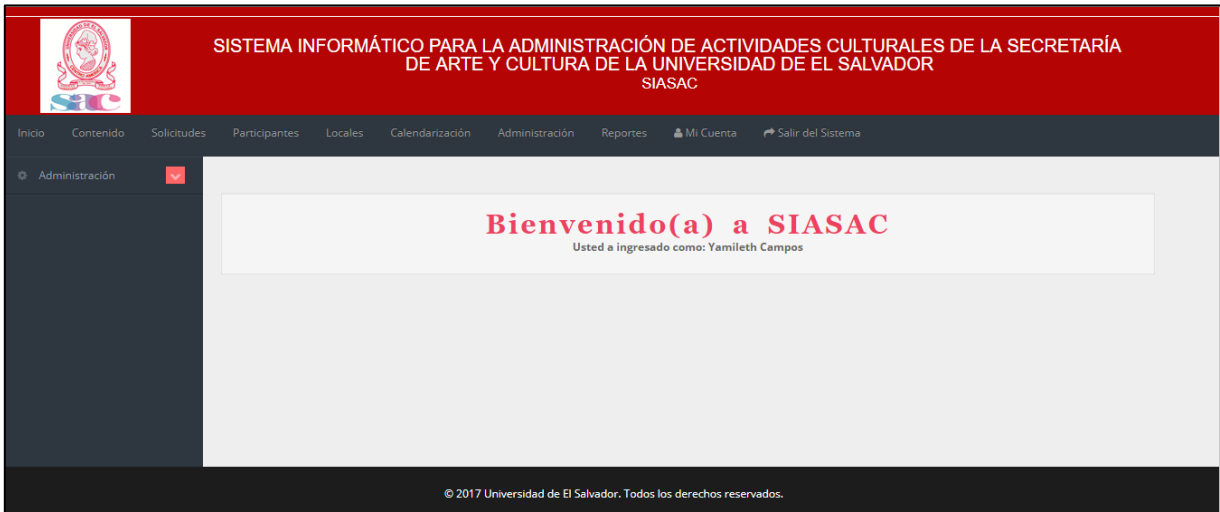 sac
SISTEMA INFORMÁTICO PARA LA ADMINISTRACIÓN DE ACTIVIDADES CULTURALES DE LA SECRETARÍA
DE ARTE Y CULTURA DE LA UNIVERSIDAD DE EL SALVADOR
SIASAC
Inicio Contenido Solicitudes Participantes Locales Calendarización Administración Reportes Mi Cuenta Salir del Sistema
Administración
Bienvenido(a) a SIASAC
Usted a ingresado como: Yamileth Campos
© 2017 Universidad de El Salvador. Todos los derechos reservados.